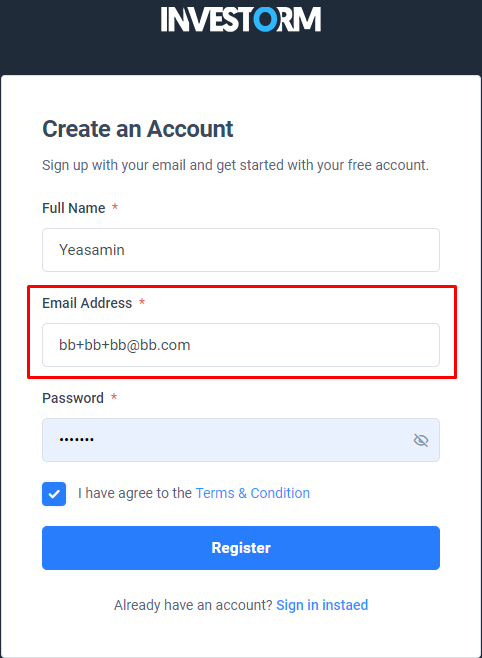 INVESTORM
Create an Account
Sign up with your email and get started with your free account.
Full Name *
Yeasamin
Email Address *
bb+bb+bb@bb.com
Password *
•••••••
I have agree to the Terms & Condition
Register
Already have an account? Sign in instaed